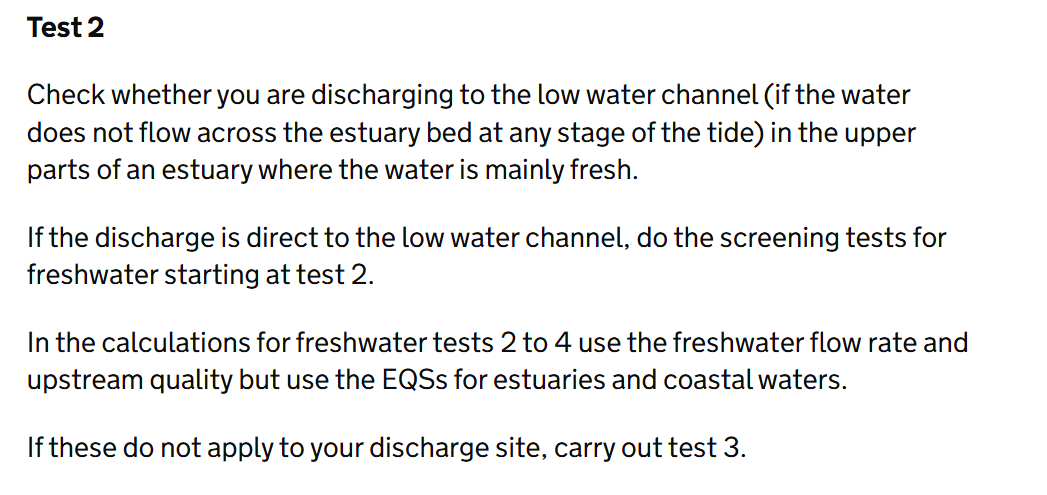 Test 2
Check whether you are discharging to the low water channel (if the water
does not flow across the estuary bed at any stage of the tide) in the upper
parts of an estuary where the water is mainly fresh.
If the discharge is direct to the low water channel, do the screening tests for
freshwater starting at test 2.
In the calculations for freshwater tests 2 to 4 use the freshwater flow rate and
upstream quality but use the EQSs for estuaries and coastal waters.
If these do not apply to your discharge site, carry out test 3.